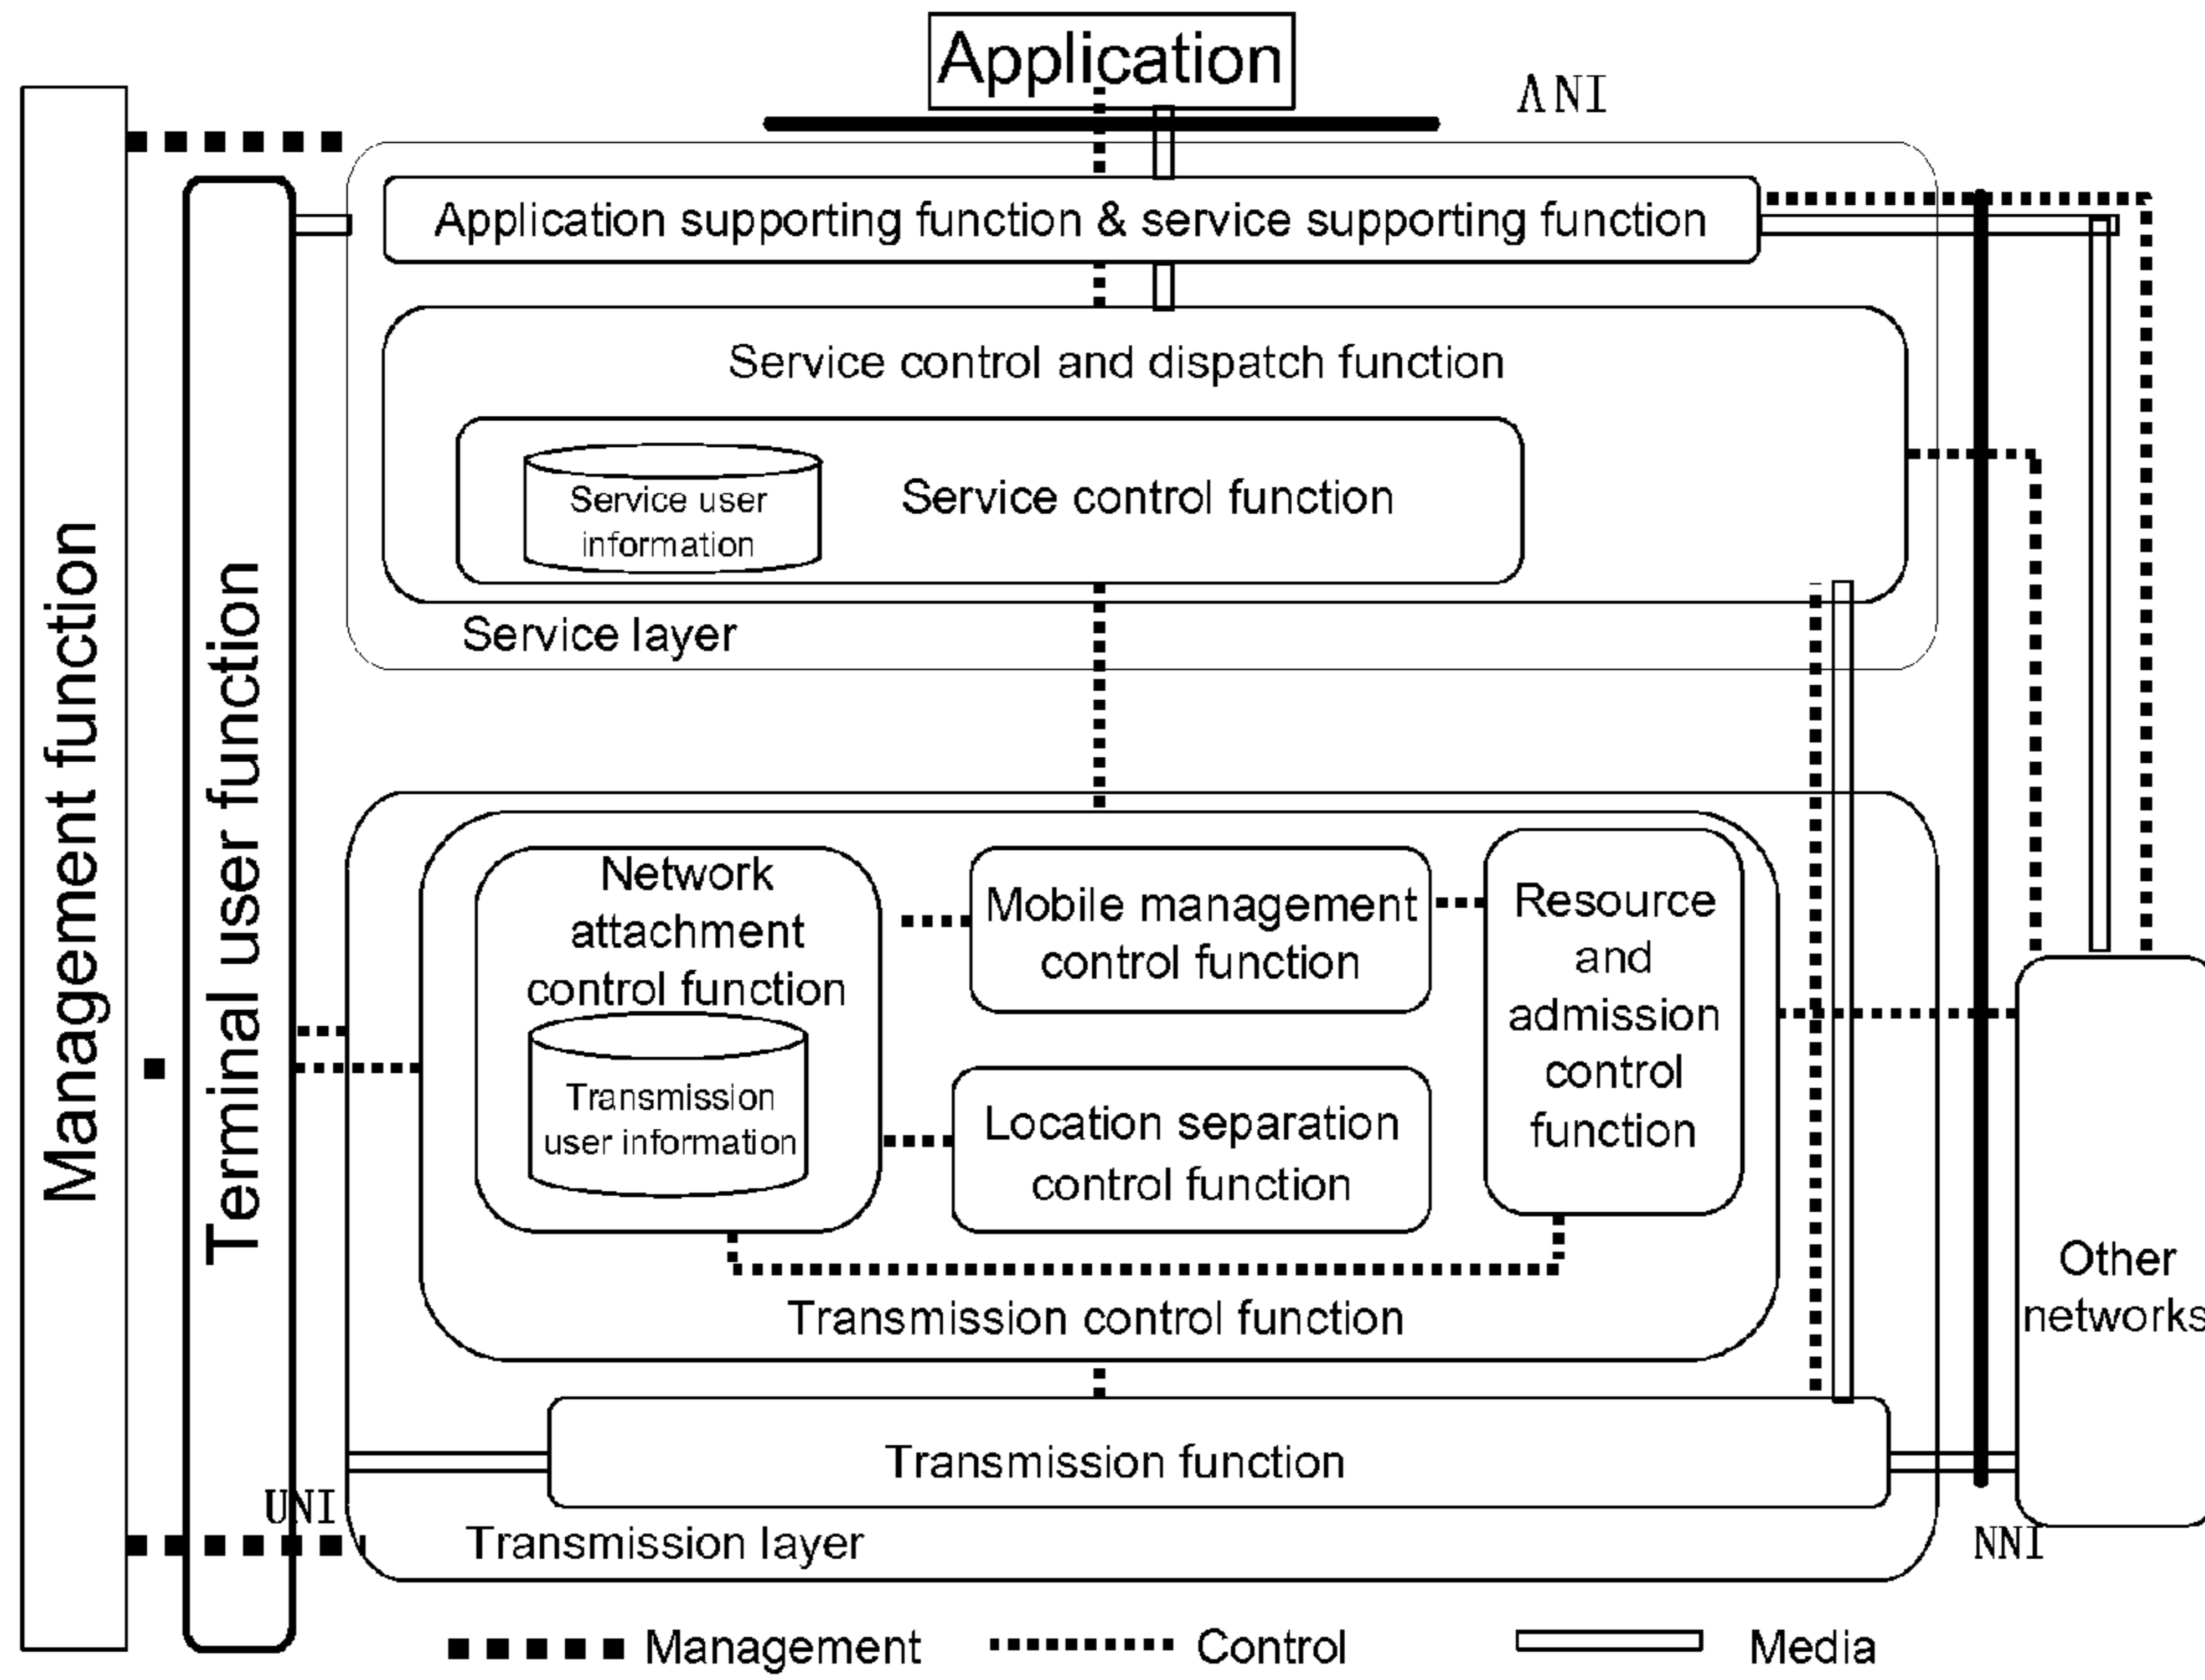 Application
ANI
Management function
Terminal user function
Application supporting function & service supporting function
Service control and dispatch function
Service user
information
Service control function
Service layer
Network
attachment
control function
Transmission
user information
Mobile management
control function
Location separation
control function
Resource
and
admission
control
function
Transmission control function
Transmission function
Transmission layer
UNI
Other
networks
NNI
Management
Control
Media